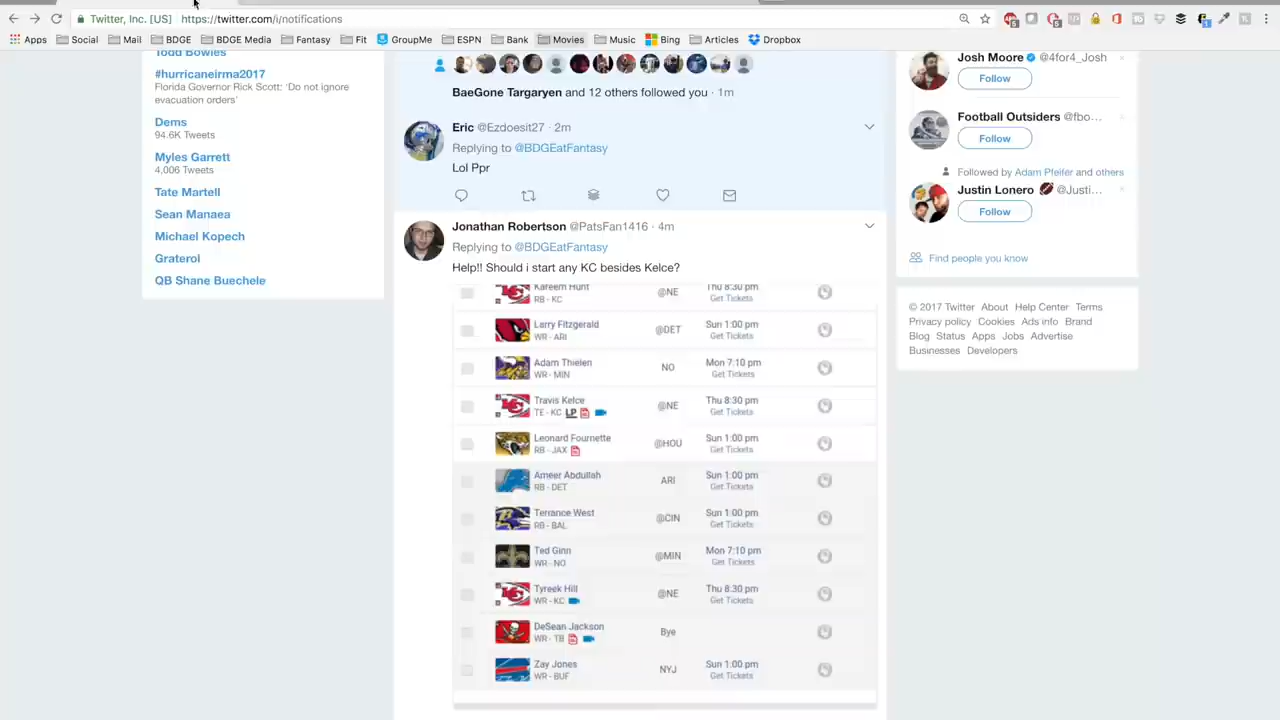 Twitter, Inc. [US] https://twitter.com/i/notifications
Apps Social Mail BDGE BDGE Media Fantasy Fit GroupMe ESPN Bank Movies Music Bing Articles Dropbox
Todd Bowles
#hurricaneirma2017
Florida Governor Rick Scott: 'Do not ignore
evacuation orders'
Dems
94.6K Tweets
Myles Garrett
4,006 Tweets
Tate Martell
Sean Manaea
Michael Kopech
Graterol
QB Shane Buechele
BaeGone Targaryen and 12 others followed you · 1m
Eric @Ezdoesit27 · 2m
Replying to @BDGEatFantasy
Lol Ppr
Jonathan Robertson @PatsFan1416 · 4m
Replying to @BDGEatFantasy
Help!! Should i start any KC besides Kelce?
Kareem Hunt @NE Thu 8:30 pm
RB - KC Get Tickets
Larry Fitzgerald @DET Sun 1:00 pm
WR - ARI Get Tickets
Adam Thielen NO Mon 7:10 pm
WR - MIN Get Tickets
Travis Kelce @NE Thu 8:30 pm
TE - KC LP Get Tickets
Leonard Fournette @HOU Sun 1:00 pm
RB - JAX Get Tickets
Ameer Abdullah ARI Sun 1:00 pm
RB - DET Get Tickets
Terrance West @CIN Sun 1:00 pm
RB - BAL Get Tickets
Ted Ginn @MIN Mon 7:10 pm
WR - NO Get Tickets
Tyreek Hill @NE Thu 8:30 pm
WR - KC Get Tickets
DeSean Jackson Bye
WR - TB
Zay Jones NYJ Sun 1:00 pm
WR - BUF Get Tickets
Josh Moore @4for4_Josh
Follow
Football Outsiders @fbo...
Follow
Followed by Adam Pfeifer and others
Justin Lonero @Justi...
Follow
Find people you know
© 2017 Twitter About Help Center Terms
Privacy policy Cookies Ads info Brand
Blog Status Apps Jobs Advertise
Businesses Developers